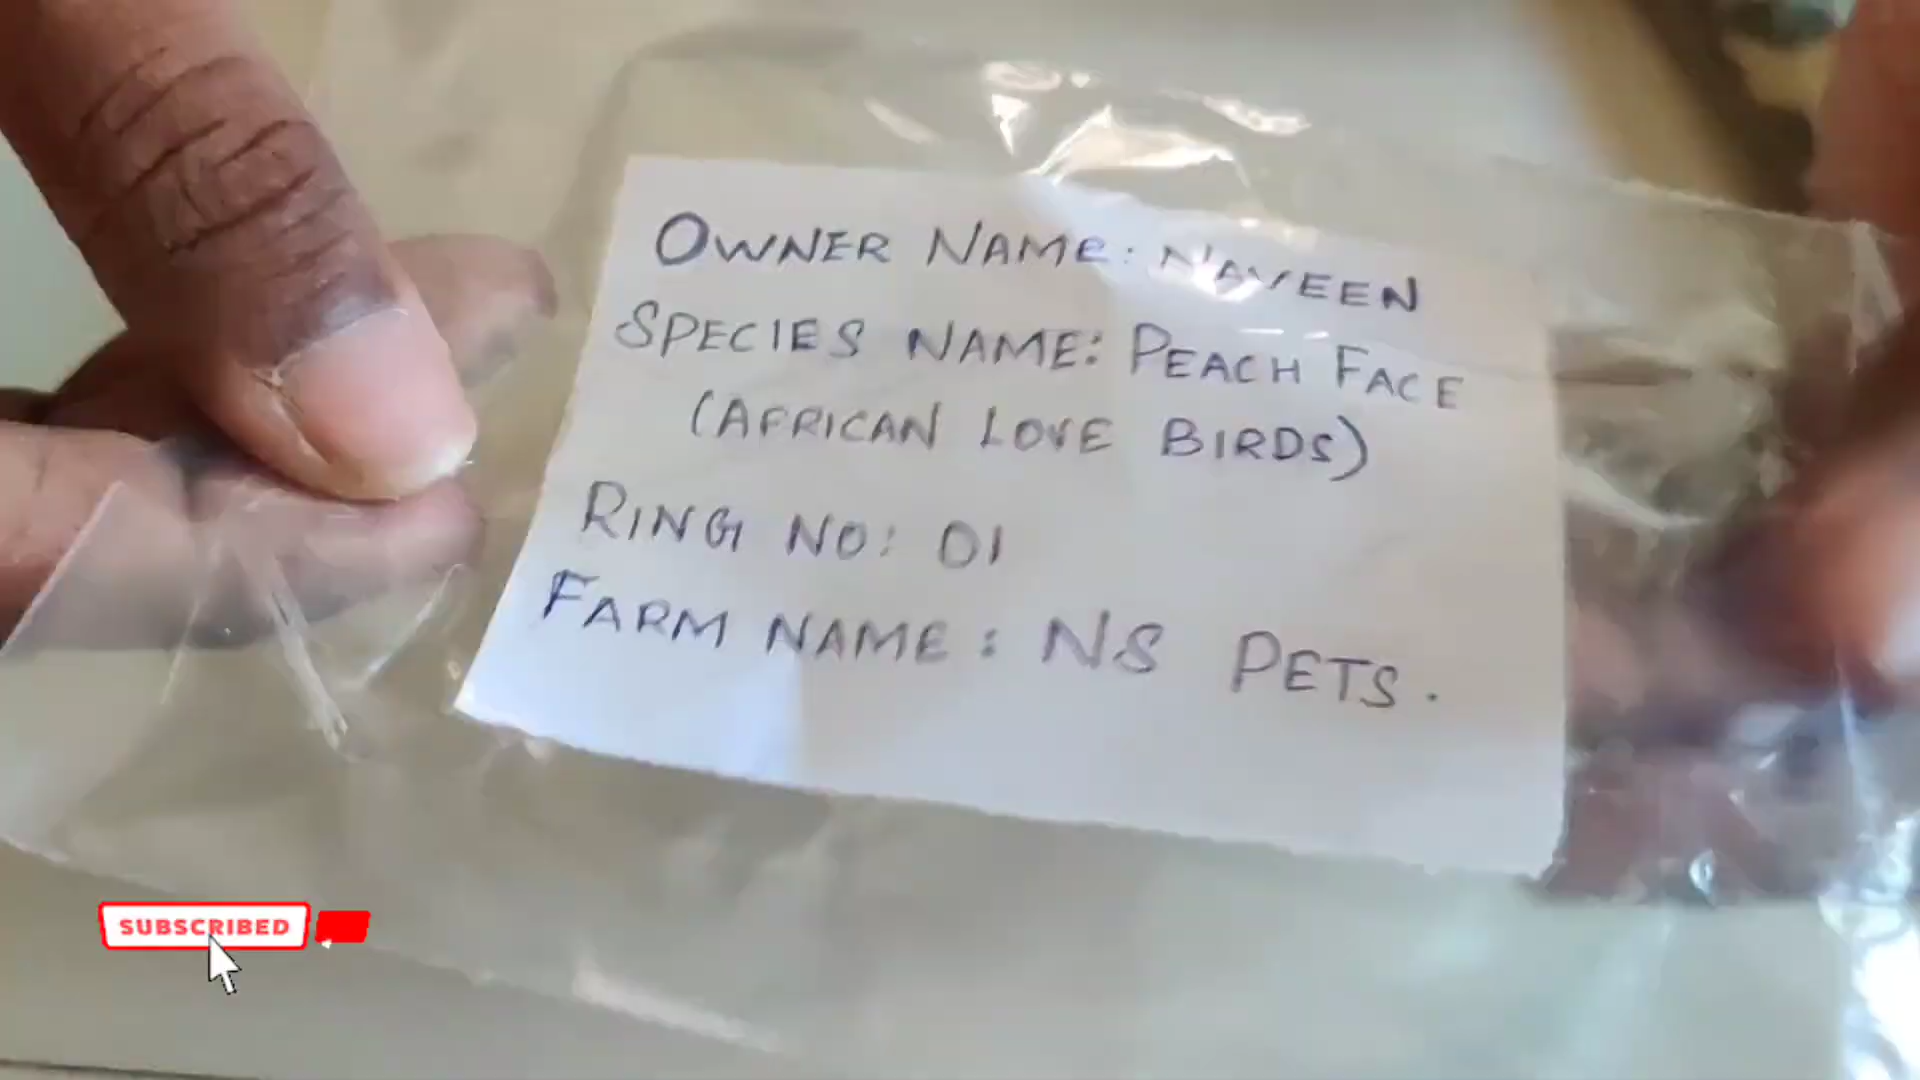 OWNER NAME: NAVEEN
SPECIES NAME: PEACH FACE
(AFRICAN LOVE BIRDS)
RING NO: 01
FARM NAME: NS PETS.
SUBSCRIBED